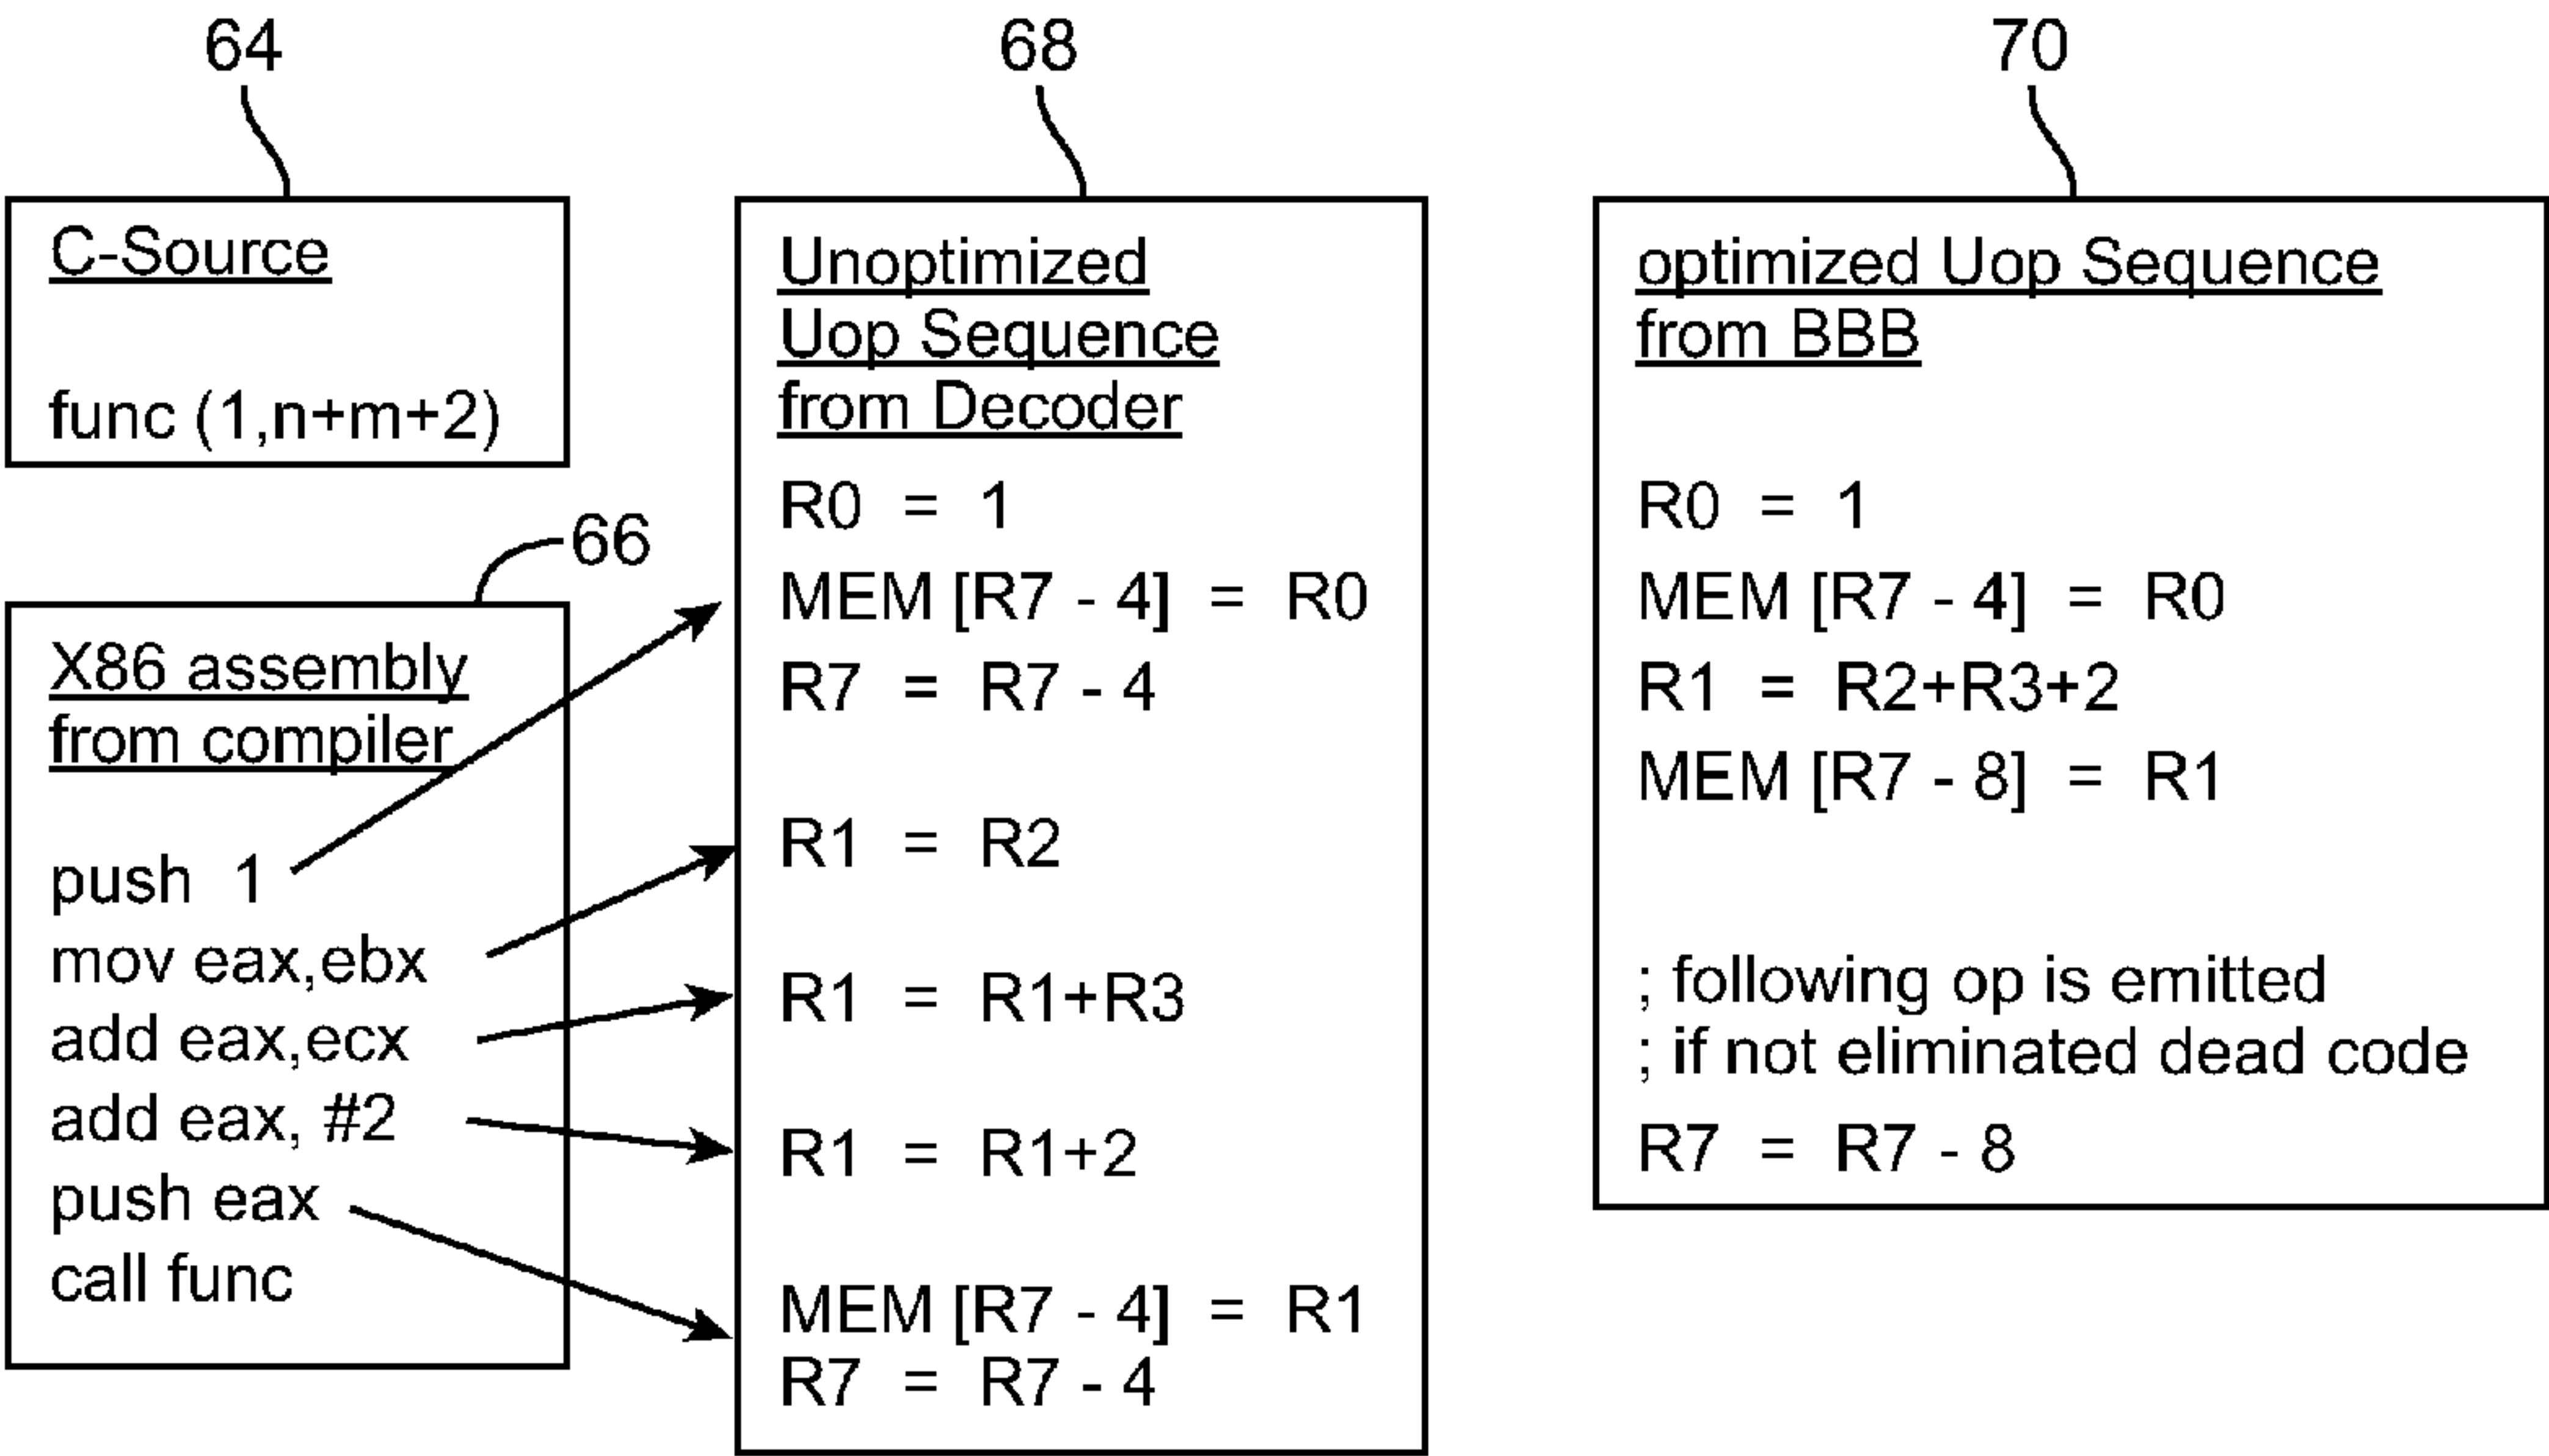 64
C-Source
func (1,n+m+2)
66
X86 assembly
from compiler
push 1
mov eax,ebx
add eax,ecx
add eax, #2
push eax
call func
68
Unoptimized
Uop Sequence
from Decoder
R0 = 1
MEM [R7 - 4] = R0
R7 = R7 - 4
R1 = R2
R1 = R1+R3
R1 = R1+2
MEM [R7 - 4] = R1
R7 = R7 - 4
70
optimized Uop Sequence
from BBB
R0 = 1
MEM [R7 - 4] = R0
R1 = R2+R3+2
MEM [R7 - 8] = R1
; following op is emitted
; if not eliminated dead code
R7 = R7 - 8